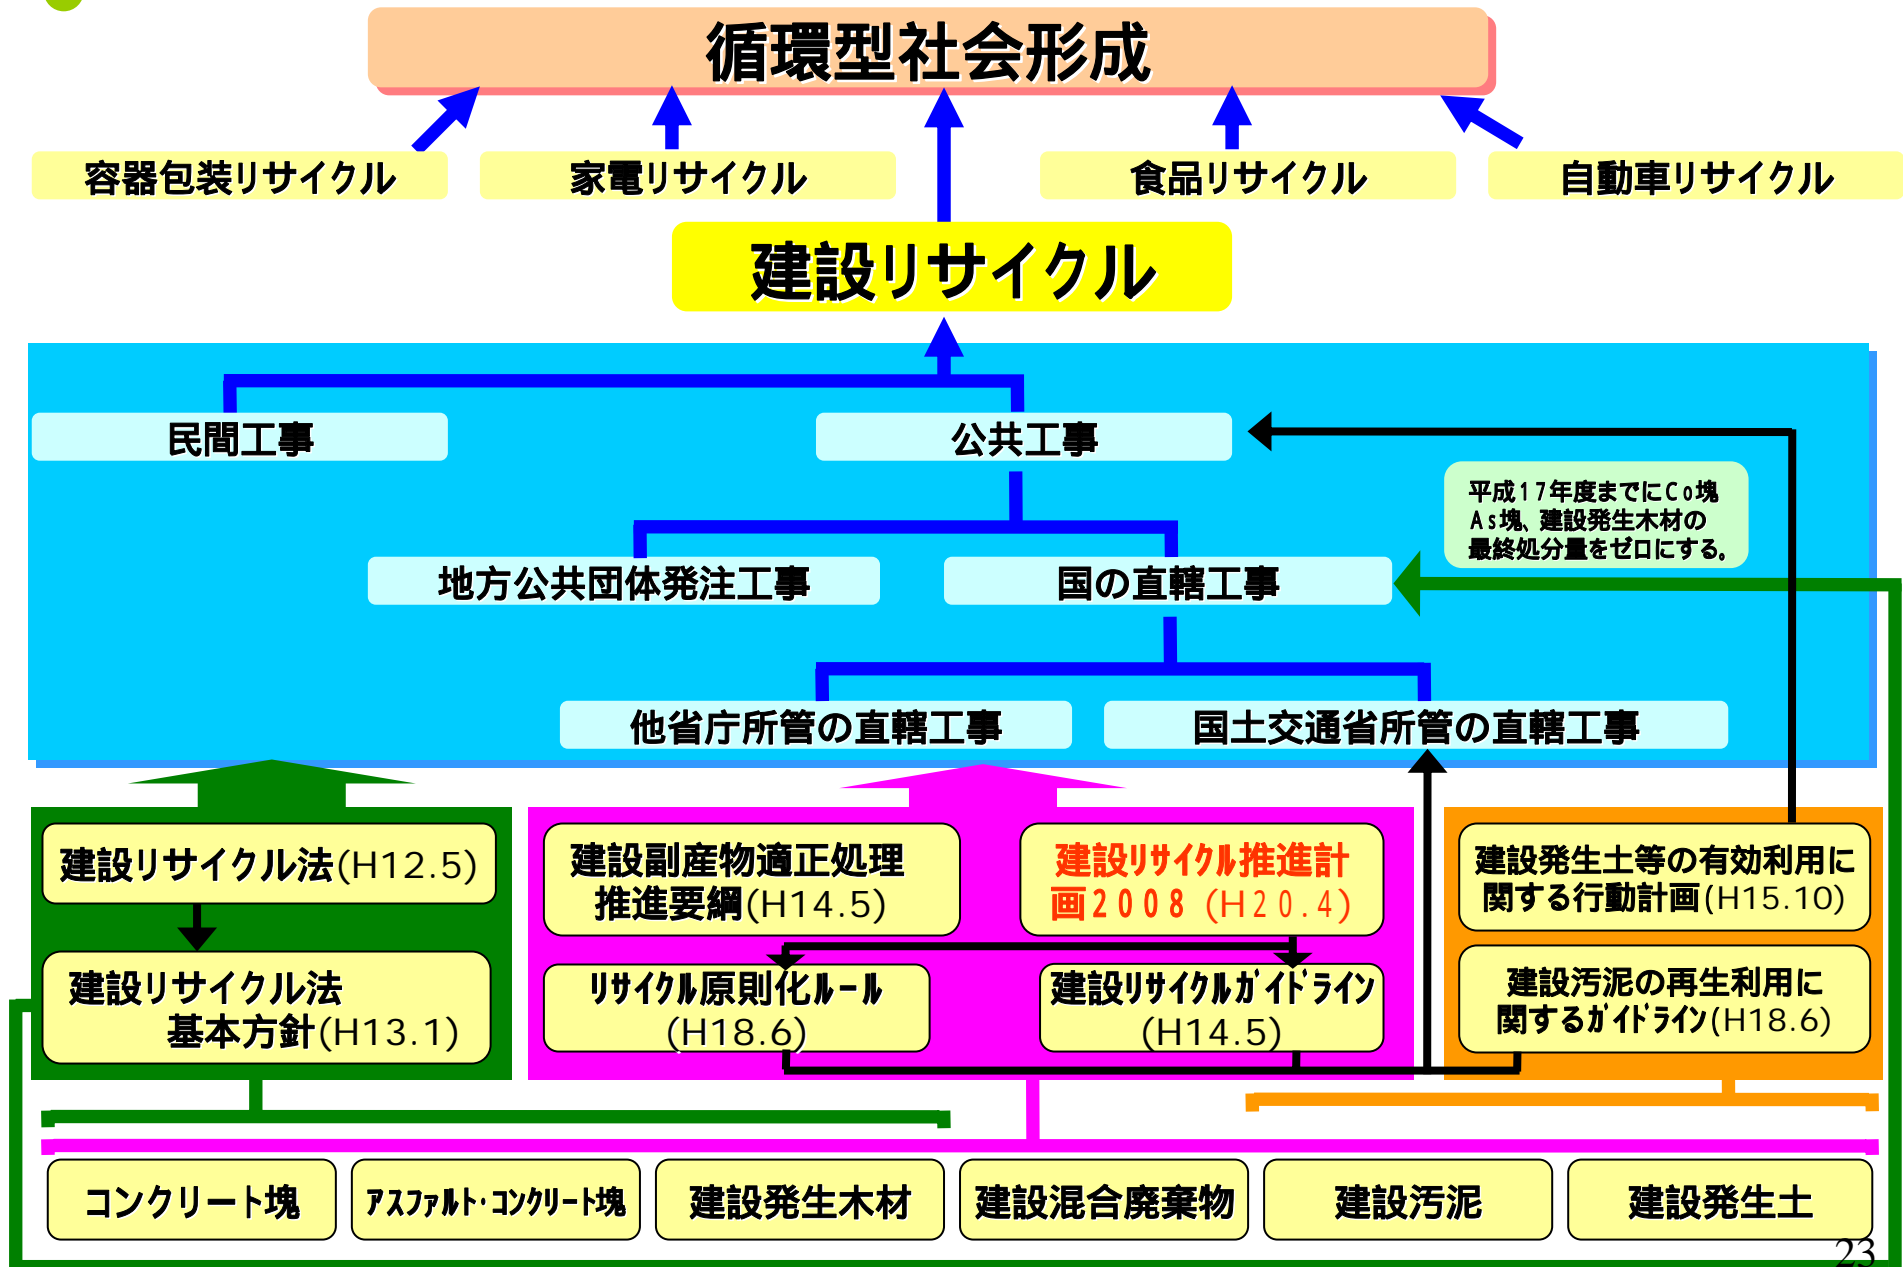 循環型社会形成
容器包装リサイクル
家電リサイクル
食品リサイクル
自動車リサイクル
建設リサイクル
民間工事
公共工事
平成17年度までにCo塊
As塊、建設発生木材の
最終処分量をゼロにする。
地方公共団体発注工事
国の直轄工事
他省庁所管の直轄工事
国土交通省所管の直轄工事
建設リサイクル法(H12.5)
建設リサイクル法
基本方針(H13.1)
建設副産物適正処理
推進要綱(H14.5)
建設リサイクル推進計
画2008 (H20.4)
リサイクル原則化ルール
(H18.6)
建設リサイクルガイドライン
(H14.5)
建設発生土等の有効利用に
関する行動計画(H15.10)
建設汚泥の再生利用に
関するガイドライン(H18.6)
コンクリート塊
アスファルト・コンクリート塊
建設発生木材
建設混合廃棄物
建設汚泥
建設発生土
23